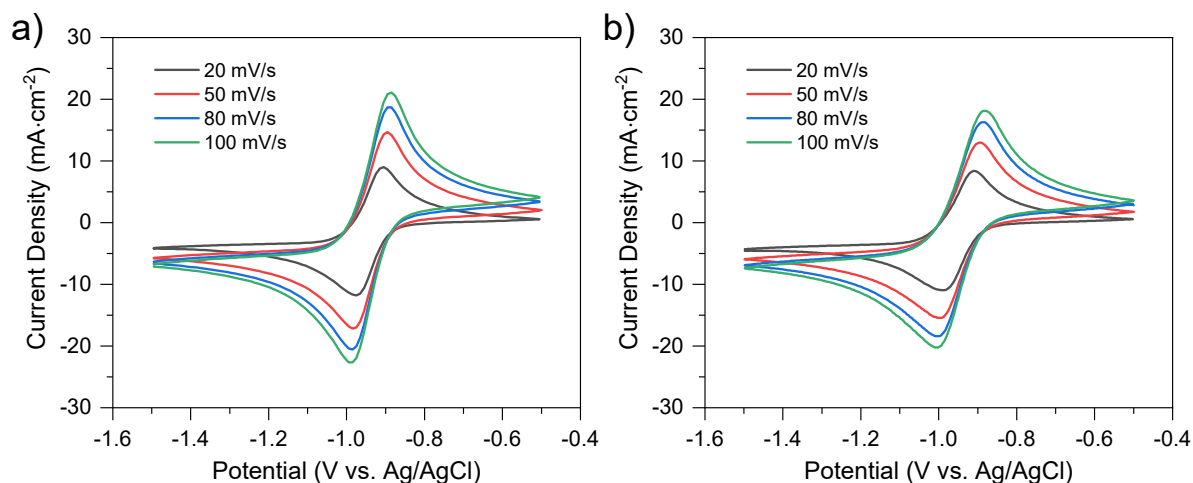 a)
30
20
10
0
-10
-20
-30
Current Density (mA·cm⁻²)
20 mV/s
50 mV/s
80 mV/s
100 mV/s
-1.6 -1.4 -1.2 -1.0 -0.8 -0.6 -0.4
Potential (V vs. Ag/AgCl)
b)
30
20
10
0
-10
-20
-30
Current Density (mA·cm⁻²)
20 mV/s
50 mV/s
80 mV/s
100 mV/s
-1.6 -1.4 -1.2 -1.0 -0.8 -0.6 -0.4
Potential (V vs. Ag/AgCl)